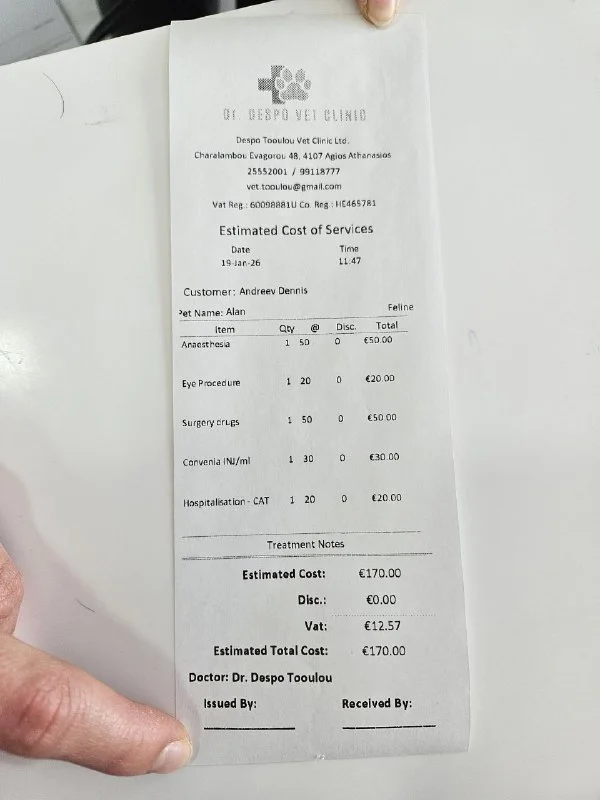 Dr. DESPO VET CLINIC
Despo Tooulou Vet Clinic Ltd.
Charalambou Evagorou 48, 4107 Agios Athanasios
25552001 / 99118777
vet.tooulou@gmail.com
Vat Reg.: 60098881U Co. Reg.: HE465781
Estimated Cost of Services
Date Time
19-Jan-26 11:47
Customer: Andreev Dennis
Pet Name: Alan Feline
Item Qty @ Disc. Total
Anaesthesia 1 50 0 €50.00
Eye Procedure 1 20 0 €20.00
Surgery drugs 1 50 0 €50.00
Convenia INJ/ml 1 30 0 €30.00
Hospitalisation - CAT 1 20 0 €20.00
Treatment Notes
Estimated Cost: €170.00
Disc.: €0.00
Vat: €12.57
Estimated Total Cost: €170.00
Doctor: Dr. Despo Tooulou
Issued By: Received By: